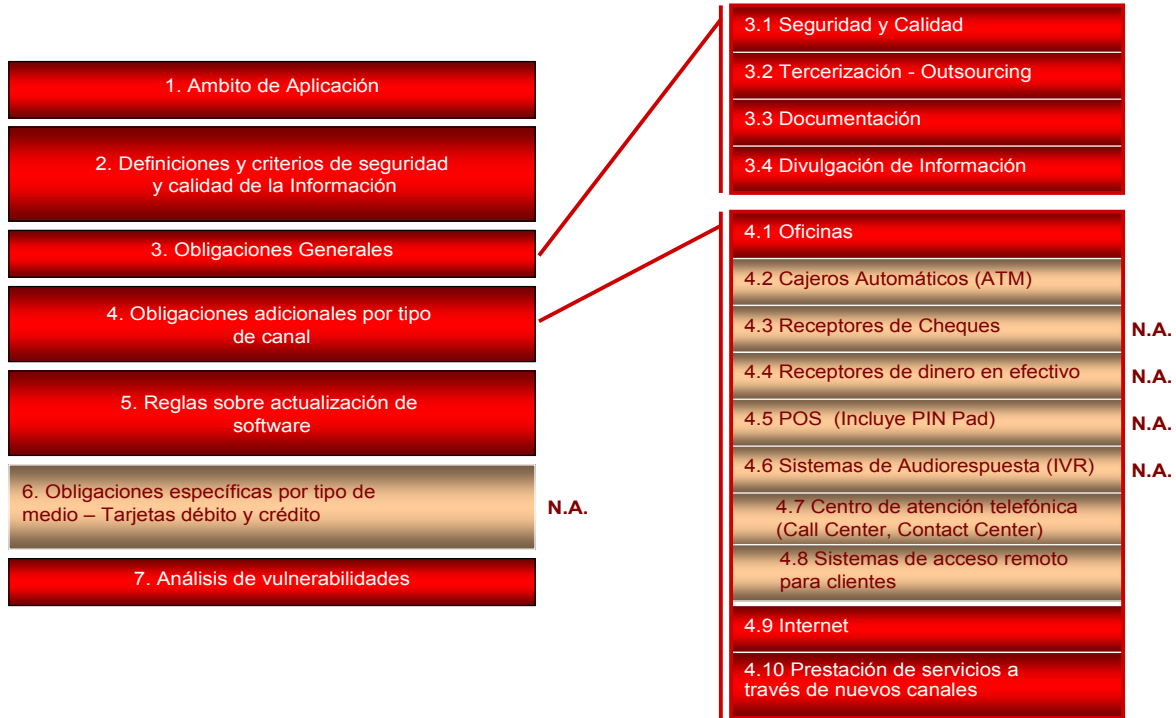 1. Ambito de Aplicación
2. Definiciones y criterios de seguridad
y calidad de la Información
3. Obligaciones Generales
4. Obligaciones adicionales por tipo
de canal
5. Reglas sobre actualización de
software
6. Obligaciones específicas por tipo de
medio – Tarjetas débito y crédito
N.A.
7. Análisis de vulnerabilidades
3.1 Seguridad y Calidad
3.2 Tercerización - Outsourcing
3.3 Documentación
3.4 Divulgación de Información
4.1 Oficinas
4.2 Cajeros Automáticos (ATM)
4.3 Receptores de Cheques
N.A.
4.4 Receptores de dinero en efectivo
N.A.
4.5 POS (Incluye PIN Pad)
N.A.
4.6 Sistemas de Audiorespuesta (IVR)
N.A.
4.7 Centro de atención telefónica
(Call Center, Contact Center)
4.8 Sistemas de acceso remoto
para clientes
4.9 Internet
4.10 Prestación de servicios a
través de nuevos canales